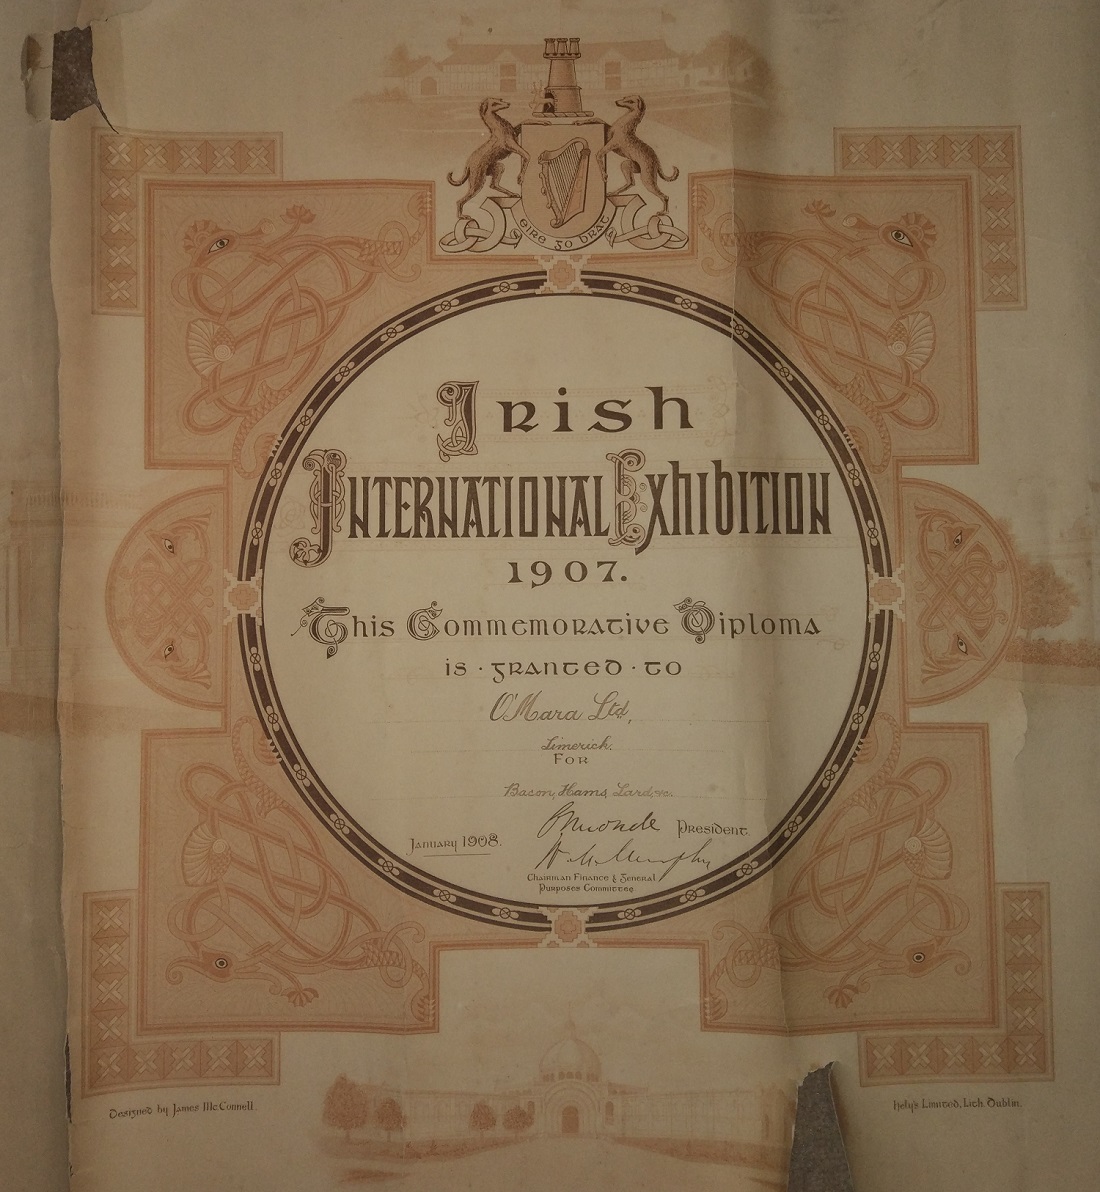 EIRE GO BRAT
Irish
International Exhibition
1907.
This Commemorative Diploma
is · granted · to
O'Mara Ltd,
Limerick.
For
Bacon, Hams, Lard, &c.
President.
January 1908.
Chairman Finance & General
Purposes Committee
Designed by James McConnell.
Hely's Limited, Lith. Dublin.